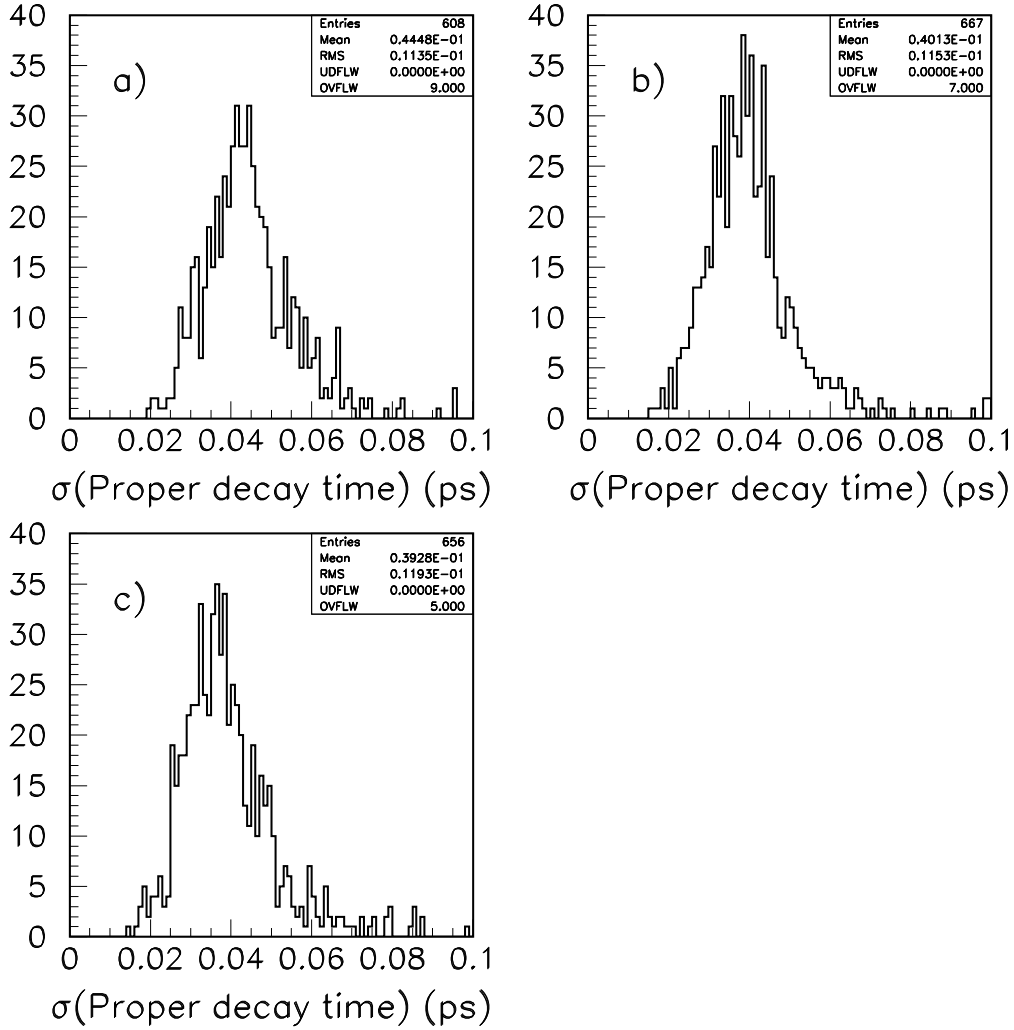 40
35
30
25
20
15
10
5
0
a)
Entries 608
Mean 0.4448E-01
RMS 0.1135E-01
UDFLW 0.0000E+00
OVFLW 9.000
0 0.02 0.04 0.06 0.08 0.1
σ(Proper decay time) (ps)
40
35
30
25
20
15
10
5
0
b)
Entries 667
Mean 0.4013E-01
RMS 0.1153E-01
UDFLW 0.0000E+00
OVFLW 7.000
0 0.02 0.04 0.06 0.08 0.1
σ(Proper decay time) (ps)
40
35
30
25
20
15
10
5
0
c)
Entries 656
Mean 0.3928E-01
RMS 0.1193E-01
UDFLW 0.0000E+00
OVFLW 5.000
0 0.02 0.04 0.06 0.08 0.1
σ(Proper decay time) (ps)